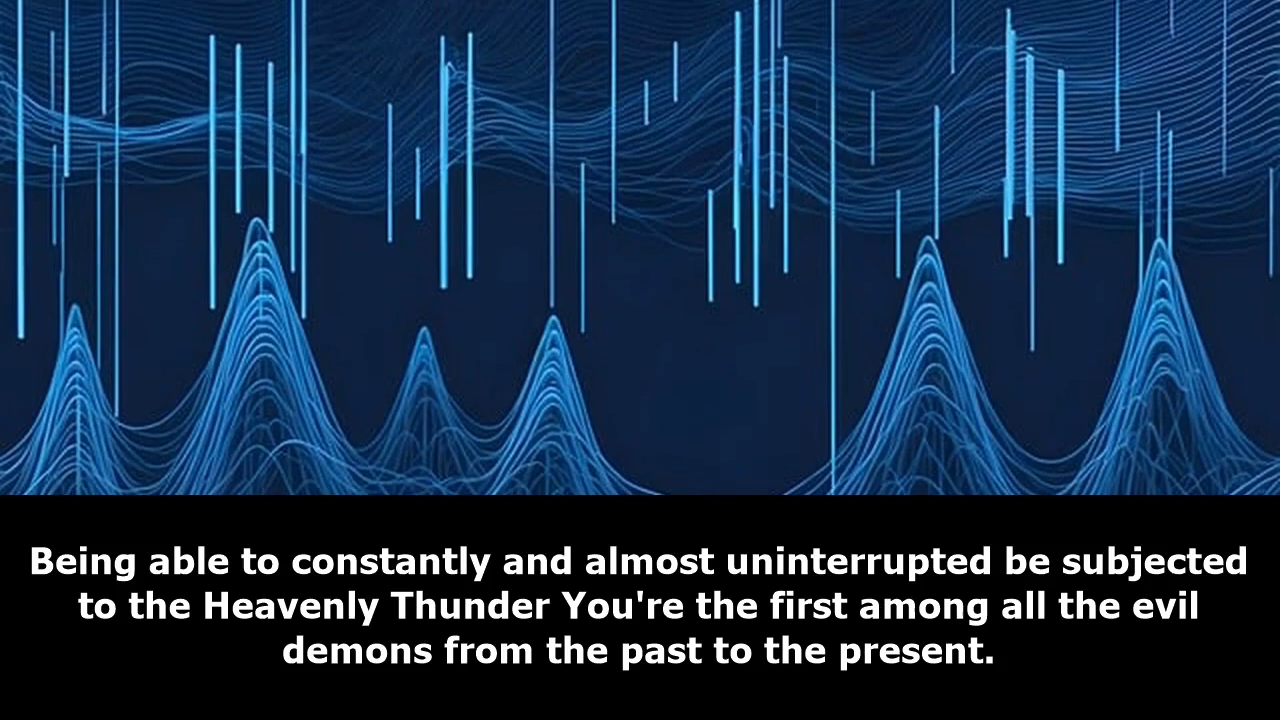 Being able to constantly and almost uninterrupted be subjected
to the Heavenly Thunder You're the first among all the evil
demons from the past to the present.